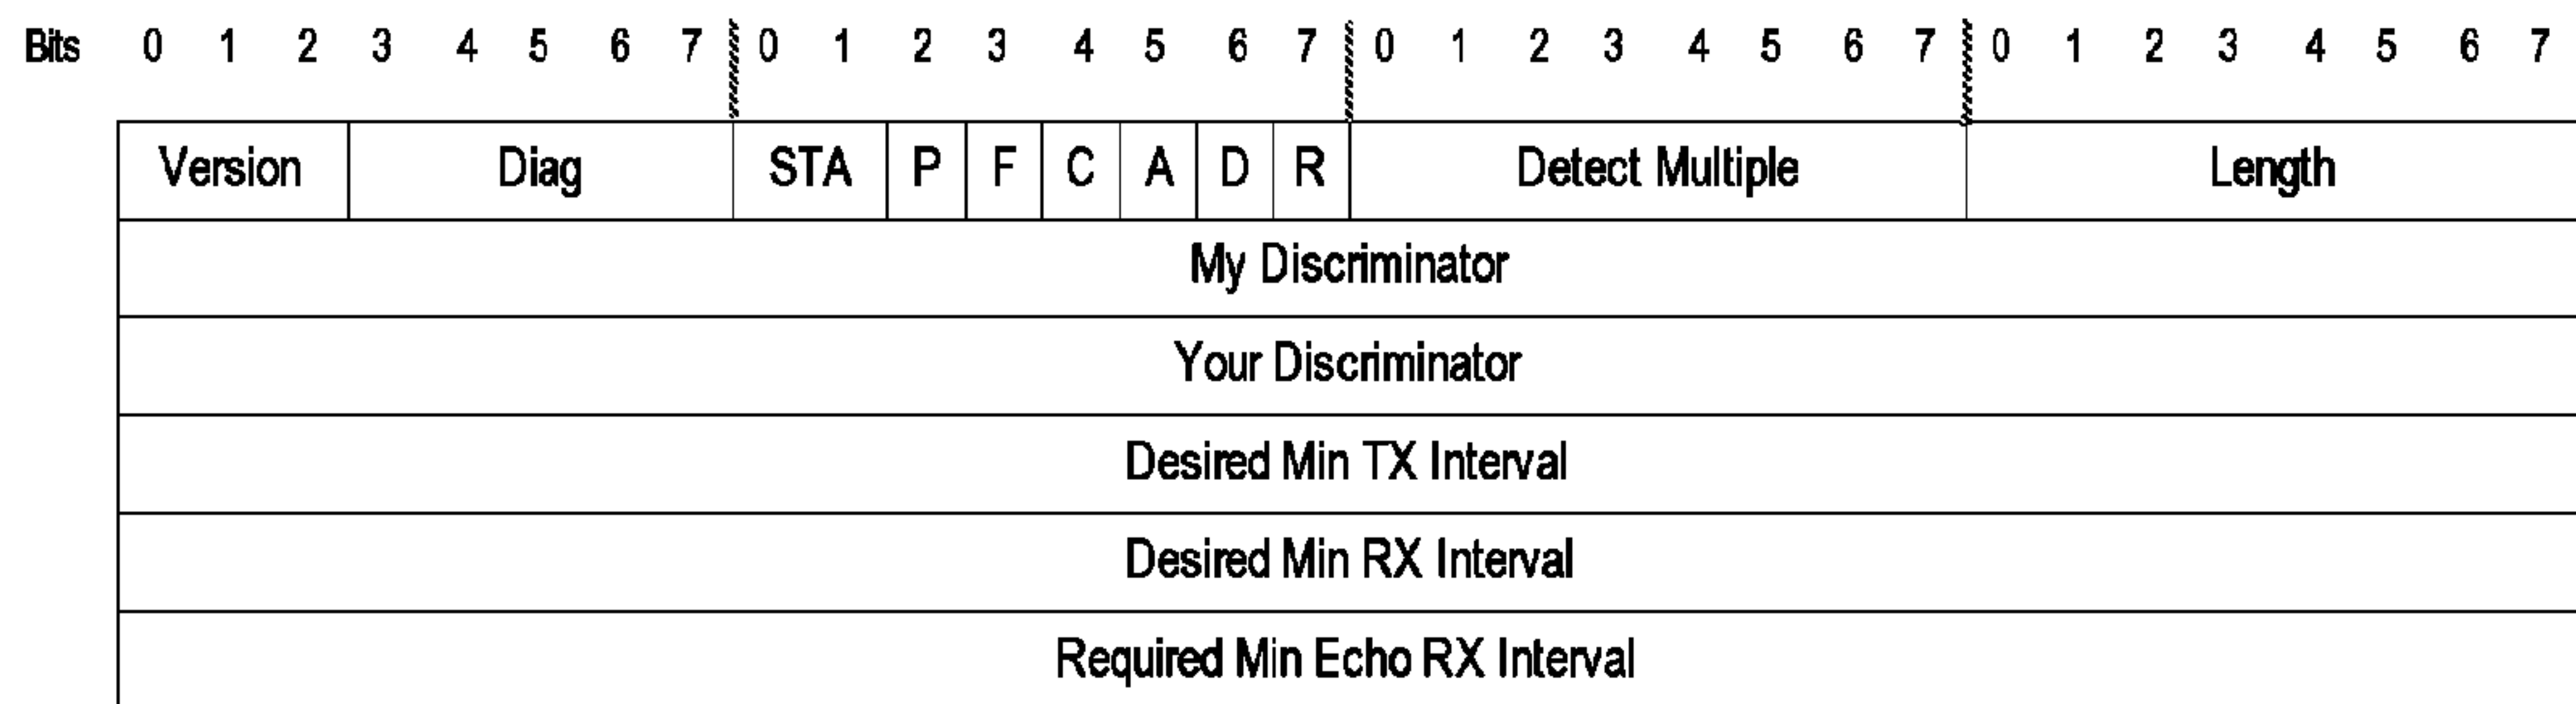 Bits 0 1 2 3 4 5 6 7 0 1 2 3 4 5 6 7 0 1 2 3 4 5 6 7 0 1 2 3 4 5 6 7
Version Diag STA P F C A D R Detect Multiple Length
My Discriminator
Your Discriminator
Desired Min TX Interval
Desired Min RX Interval
Required Min Echo RX Interval